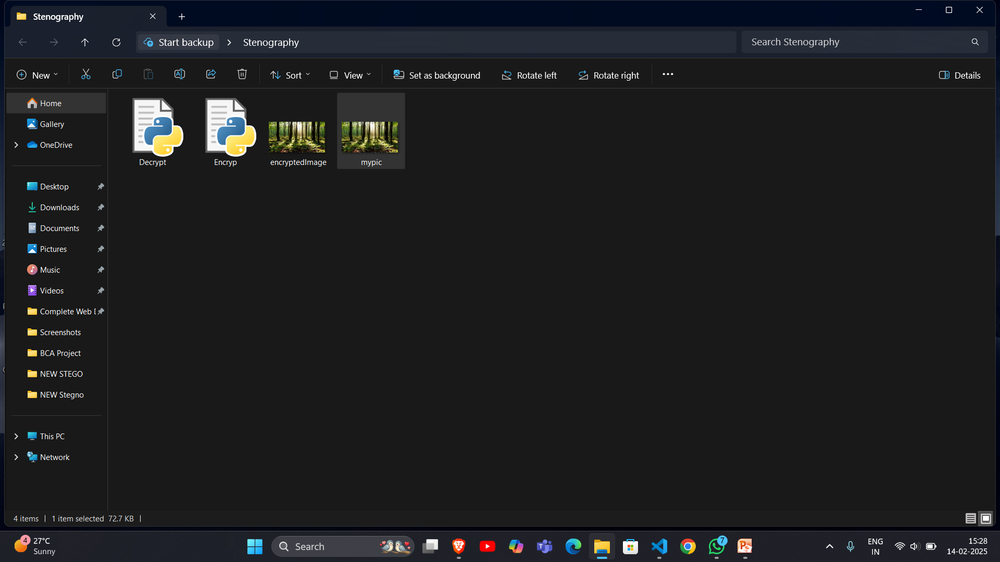 Stenography
Start backup
Stenography
Search Stenography
New
Sort
View
Set as background
Rotate left
Rotate right
Details
Home
Gallery
OneDrive
Desktop
Downloads
Documents
Pictures
Music
Videos
Complete Web
Screenshots
BCA Project
NEW STEGO
NEW Stegno
This PC
Network
Decrypt
Encryp
encryptedImage
mypic
4 items
1 item selected 72.7 KB
4
27°C
Sunny
Search
7
ENG
IN
15:28
14-02-2025